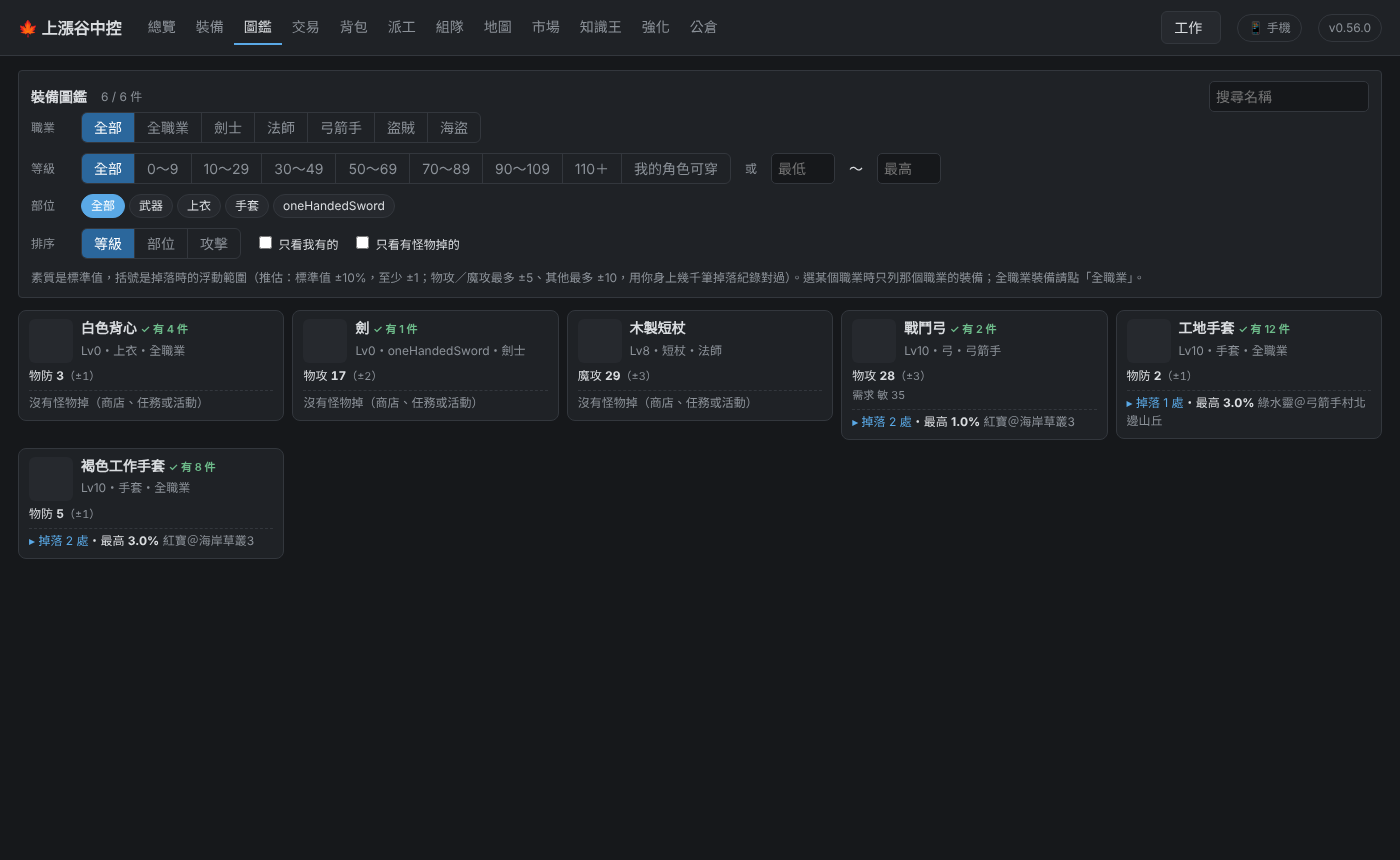 🍁 上漲谷中控 總覽 裝備 圖鑑 交易 背包 派工 組隊 地圖 市場 知識王 強化 公倉 工作 📱 手機 v0.56.0
裝備圖鑑 6 / 6 件 搜尋名稱
職業 全部 全職業 劍士 法師 弓箭手 盜賊 海盜
等級 全部 0～9 10～29 30～49 50～69 70～89 90～109 110＋ 我的角色可穿 或 最低 ～ 最高
部位 全部 武器 上衣 手套 oneHandedSword
排序 等級 部位 攻擊 只看我有的 只看有怪物掉的
素質是標準值，括號是掉落時的浮動範圍（推估：標準值 ±10%，至少 ±1；物攻／魔攻最多 ±5、其他最多 ±10，用你身上幾千筆掉落紀錄對過）。選某個職業時只列那個職業的裝備；全職業裝備請點「全職業」。
白色背心 ✓ 有 4 件
Lv0・上衣・全職業
物防 3（±1）
沒有怪物掉（商店、任務或活動）
劍 ✓ 有 1 件
Lv0・oneHandedSword・劍士
物攻 17（±2）
沒有怪物掉（商店、任務或活動）
木製短杖
Lv8・短杖・法師
魔攻 29（±3）
沒有怪物掉（商店、任務或活動）
戰鬥弓 ✓ 有 2 件
Lv10・弓・弓箭手
物攻 28（±3）
需求 敏 35
▸ 掉落 2 處・最高 1.0% 紅寶@海岸草叢3
工地手套 ✓ 有 12 件
Lv10・手套・全職業
物防 2（±1）
▸ 掉落 1 處・最高 3.0% 綠水靈@弓箭手村北
邊山丘
褐色工作手套 ✓ 有 8 件
Lv10・手套・全職業
物防 5（±1）
▸ 掉落 2 處・最高 3.0% 紅寶@海岸草叢3